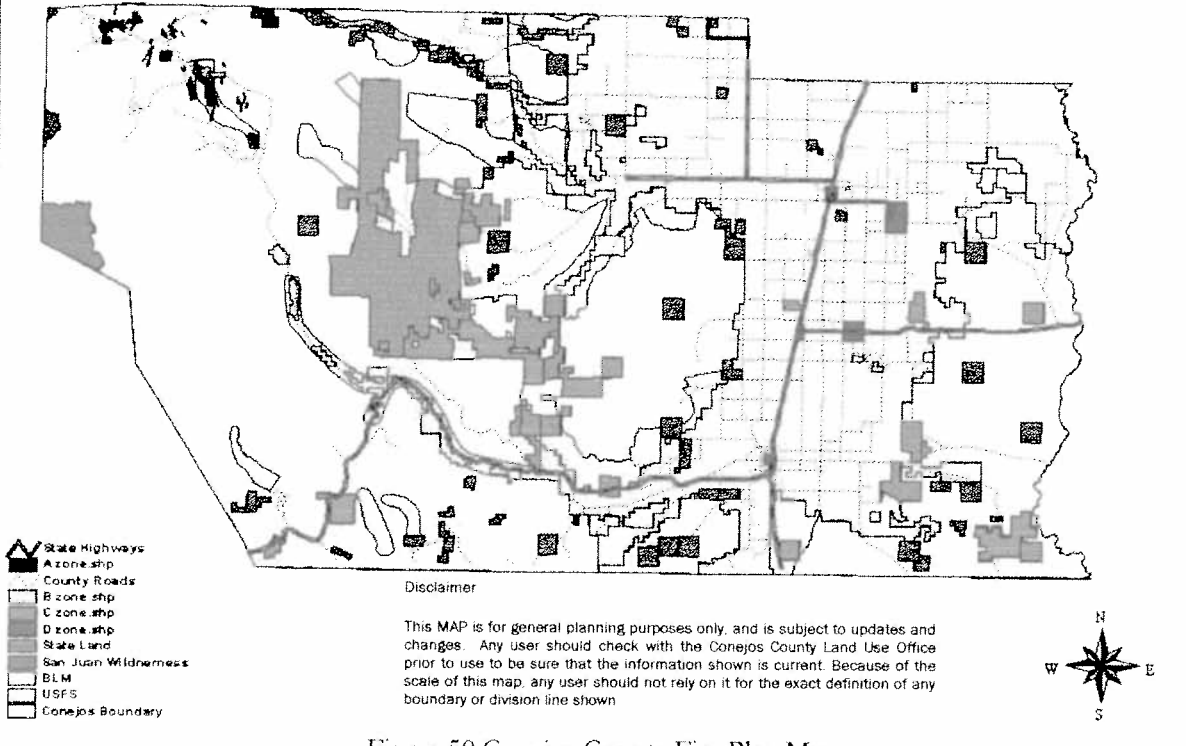 State Highways
A zone.shp
County Roads
B zone.shp
C zone.shp
D zone.shp
State Land
San Juan Wildnerness
BLM
USFS
Conejos Boundary
Disclaimer
This MAP is for general planning purposes only, and is subject to updates and
changes. Any user should check with the Conejos County Land Use Office
prior to use to be sure that the information shown is current. Because of the
scale of this map, any user should not rely on it for the exact definition of any
boundary or division line shown
N
W E
S